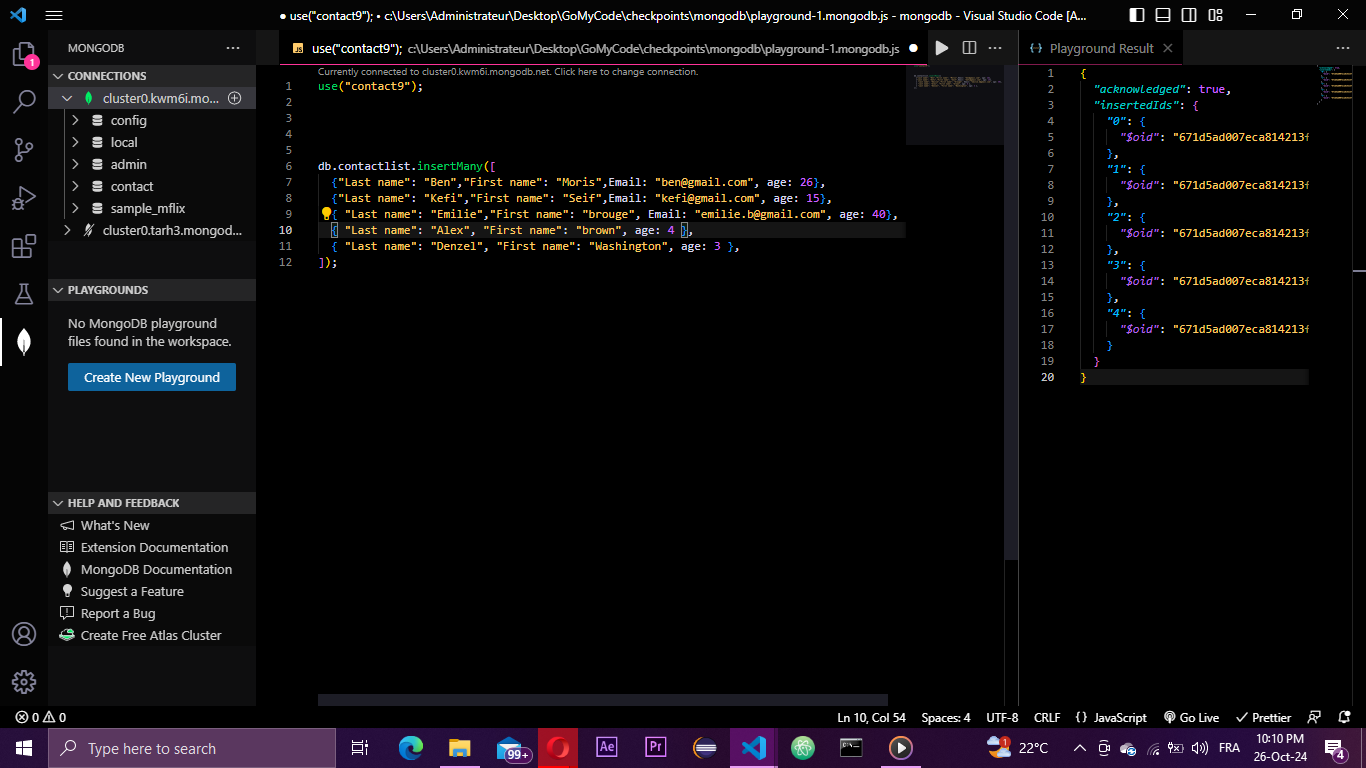 ● use("contact9"); • c:\Users\Administrateur\Desktop\GoMyCode\checkpoints\mongodb\playground-1.mongodb.js - mongodb - Visual Studio Code [A...
1
MONGODB
CONNECTIONS
cluster0.kwm6i.mo...
config
local
admin
contact
sample_mflix
cluster0.tarh3.mongod...
PLAYGROUNDS
No MongoDB playground
files found in the workspace.
Create New Playground
HELP AND FEEDBACK
What's New
Extension Documentation
MongoDB Documentation
Suggest a Feature
Report a Bug
Create Free Atlas Cluster
JS use("contact9"); c:\Users\Administrateur\Desktop\GoMyCode\checkpoints\mongodb\playground-1.mongodb.js
Currently connected to cluster0.kwm6i.mongodb.net. Click here to change connection.
1 use("contact9");
2
3
4
5
6 db.contactlist.insertMany([
7 {"Last name": "Ben","First name": "Moris",Email: "ben@gmail.com", age: 26},
8 {"Last name": "Kefi","First name": "Seif",Email: "kefi@gmail.com", age: 15},
9 { "Last name": "Emilie","First name": "brouge", Email: "emilie.b@gmail.com", age: 40},
10 { "Last name": "Alex", "First name": "brown", age: 4 },
11 { "Last name": "Denzel", "First name": "Washington", age: 3 },
12 ]);
{} Playground Result
1 {
2 "acknowledged": true,
3 "insertedIds": {
4 "0": {
5 "$oid": "671d5ad007eca814213f
6 },
7 "1": {
8 "$oid": "671d5ad007eca814213f
9 },
10 "2": {
11 "$oid": "671d5ad007eca814213f
12 },
13 "3": {
14 "$oid": "671d5ad007eca814213f
15 },
16 "4": {
17 "$oid": "671d5ad007eca814213f
18 }
19 }
20 }
0 0
Ln 10, Col 54 Spaces: 4 UTF-8 CRLF {} JavaScript Go Live Prettier
Type here to search
99+
Ae
Pr
22°C
FRA
10:10 PM
26-Oct-24
4